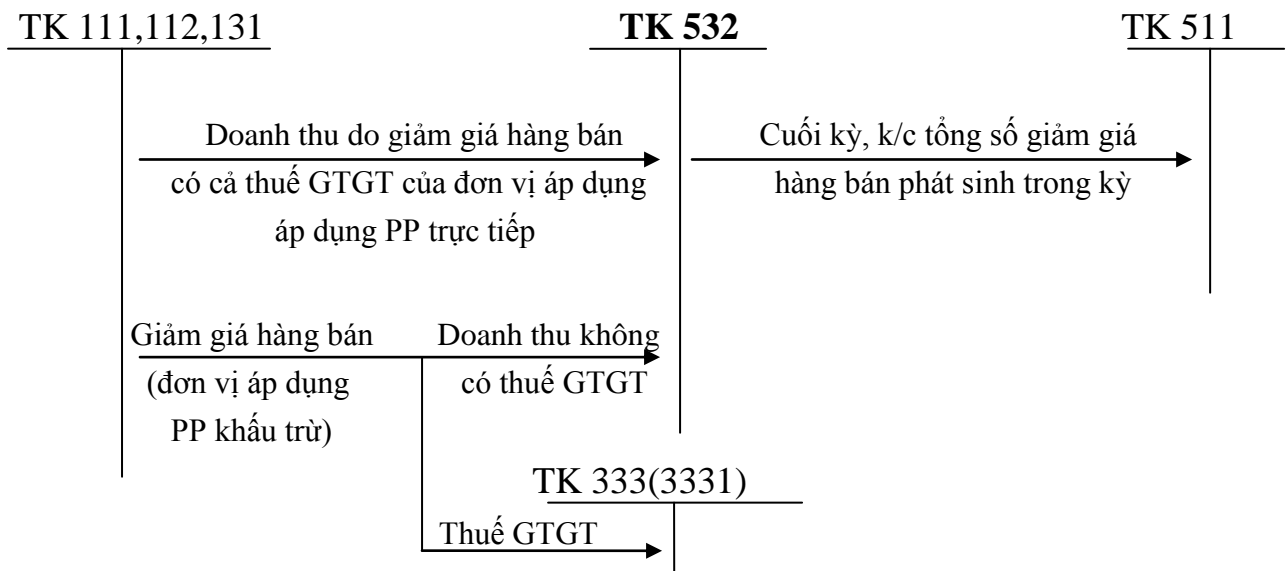 TK 111,112,131
TK 532
TK 511
Doanh thu do giảm giá hàng bán
có cả thuế GTGT của đơn vị áp dụng
áp dụng PP trực tiếp
Cuối kỳ, k/c tổng số giảm giá
hàng bán phát sinh trong kỳ
Giảm giá hàng bán
(đơn vị áp dụng
PP khấu trừ)
Doanh thu không
có thuế GTGT
TK 333(3331)
Thuế GTGT